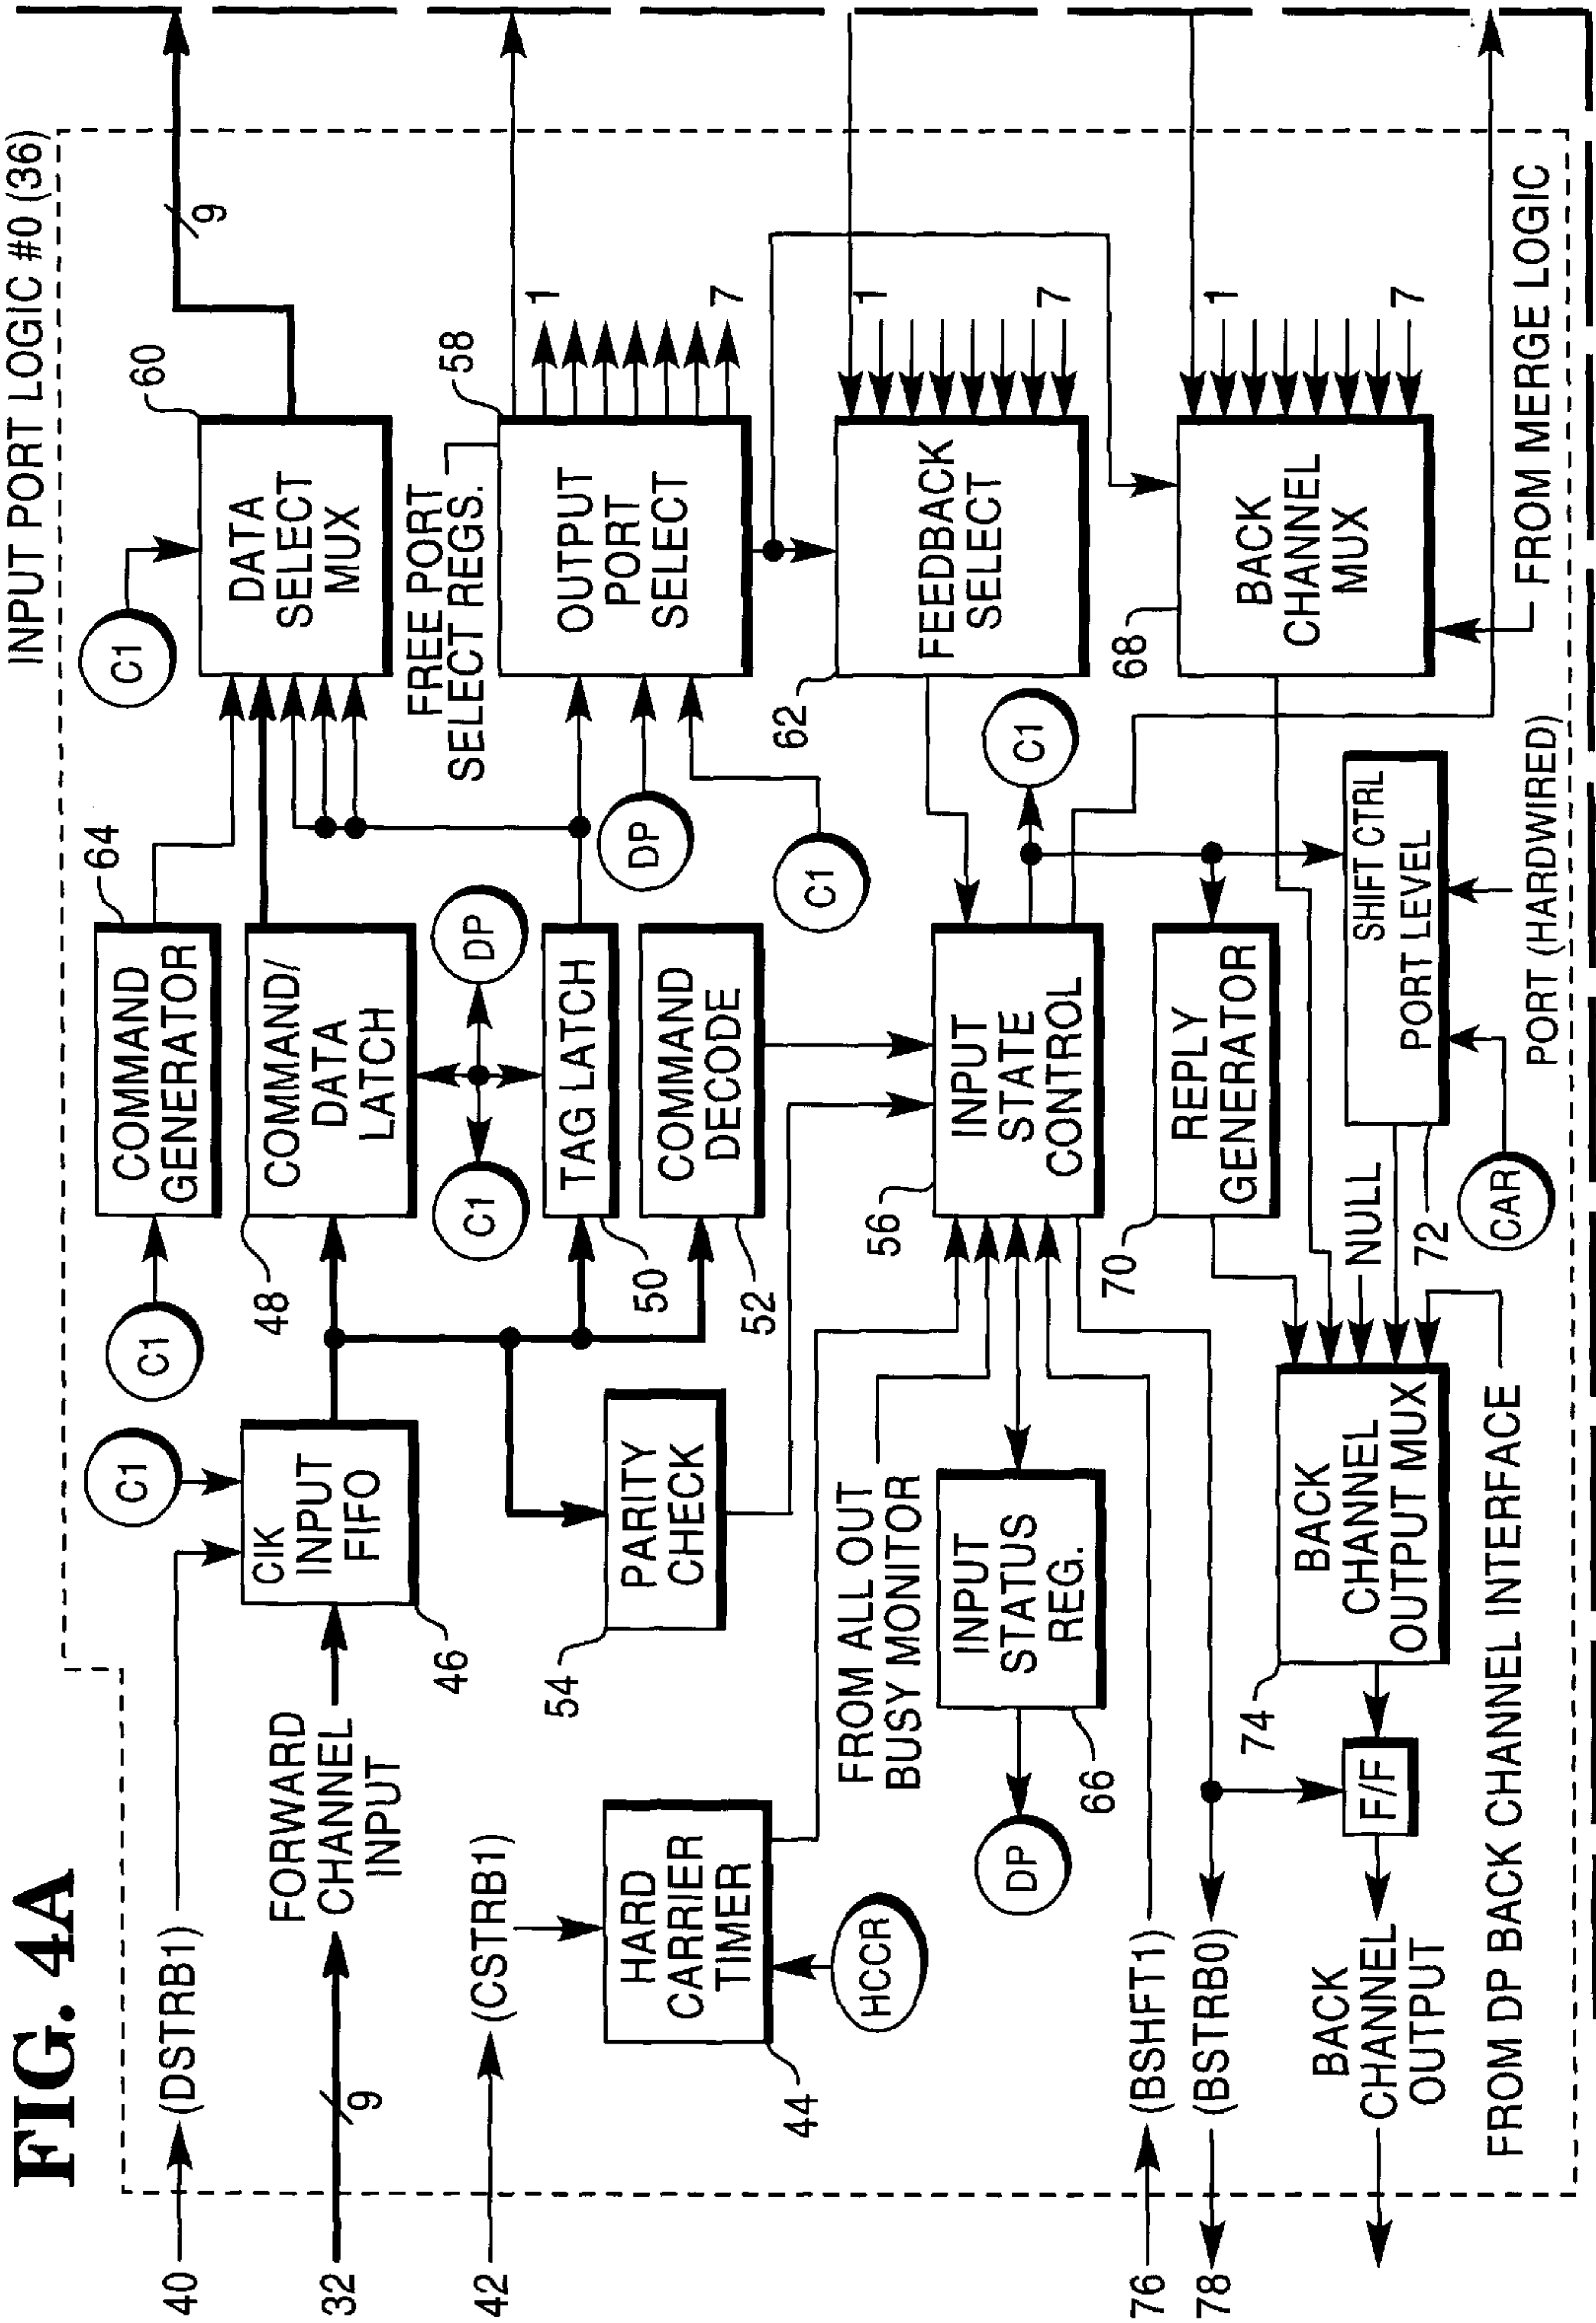 FIG. 4A
INPUT PORT LOGIC #0 (36)
40
(DSTRB1)
32
9
FORWARD
CHANNEL
INPUT
42
(CSTRB1)
HARD
CARRIER
TIMER
44
HCCR
C1
ClK
INPUT
FIFO
46
C1
COMMAND
GENERATOR
64
COMMAND/
DATA
LATCH
48
C1
DP
TAG LATCH
50
COMMAND
DECODE
52
PARITY
CHECK
54
C1
DATA
SELECT
MUX
60
9
FREE PORT
SELECT REGS.
58
OUTPUT
PORT
SELECT
DP
C1
1
7
FEEDBACK
SELECT
62
1
7
BACK
CHANNEL
MUX
68
1
7
FROM MERGE LOGIC
FROM ALL OUT
BUSY MONITOR
INPUT
STATUS
REG.
66
DP
INPUT
STATE
CONTROL
56
C1
REPLY
GENERATOR
70
SHIFT CTRL
PORT LEVEL
72
NULL
CAR
PORT (HARDWIRED)
76
(BSHFT1)
78
(BSTRB0)
BACK
CHANNEL
OUTPUT
F/F
74
BACK
CHANNEL
OUTPUT MUX
FROM DP BACK CHANNEL INTERFACE